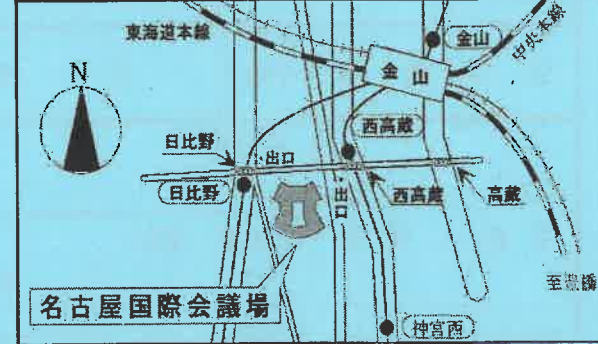 東海道本線
金山
中央本線
金山
N
西高蔵
日比野
出口
日比野
出口
西高蔵
高蔵
至豊橋
名古屋国際会議場
神宮西